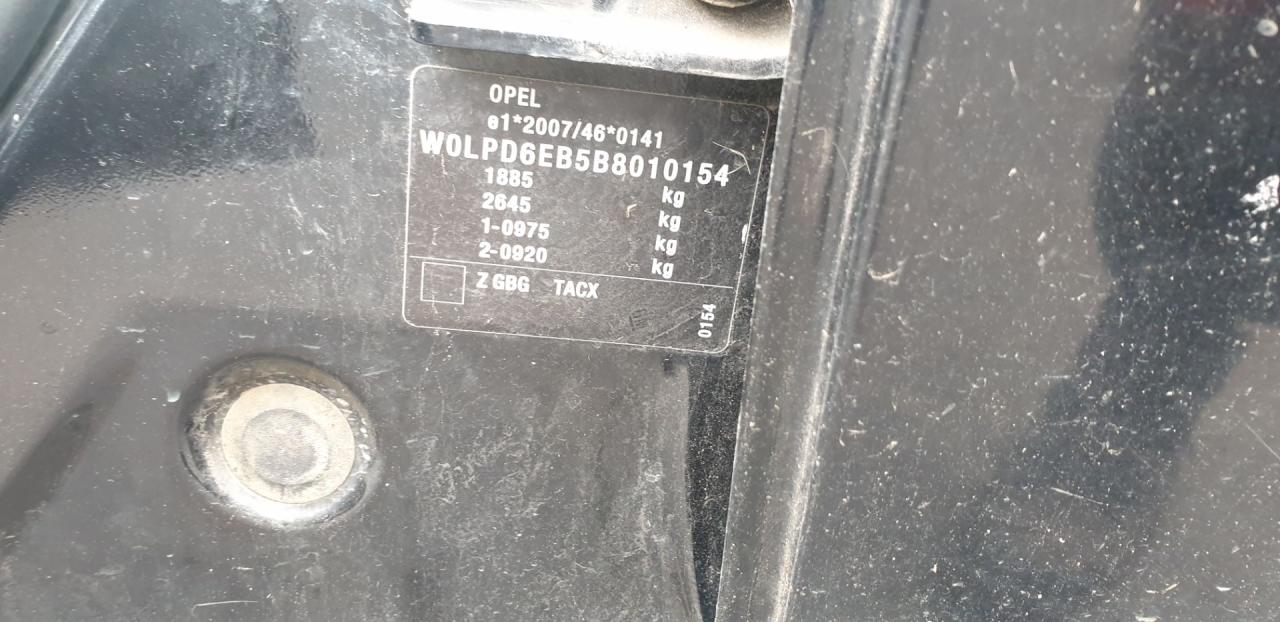 OPEL
e1*2007/46*0141
W0LPD6EB5B8010154
1885 kg
2645 kg
1-0975 kg
2-0920 kg
Z GBG TACX
0154